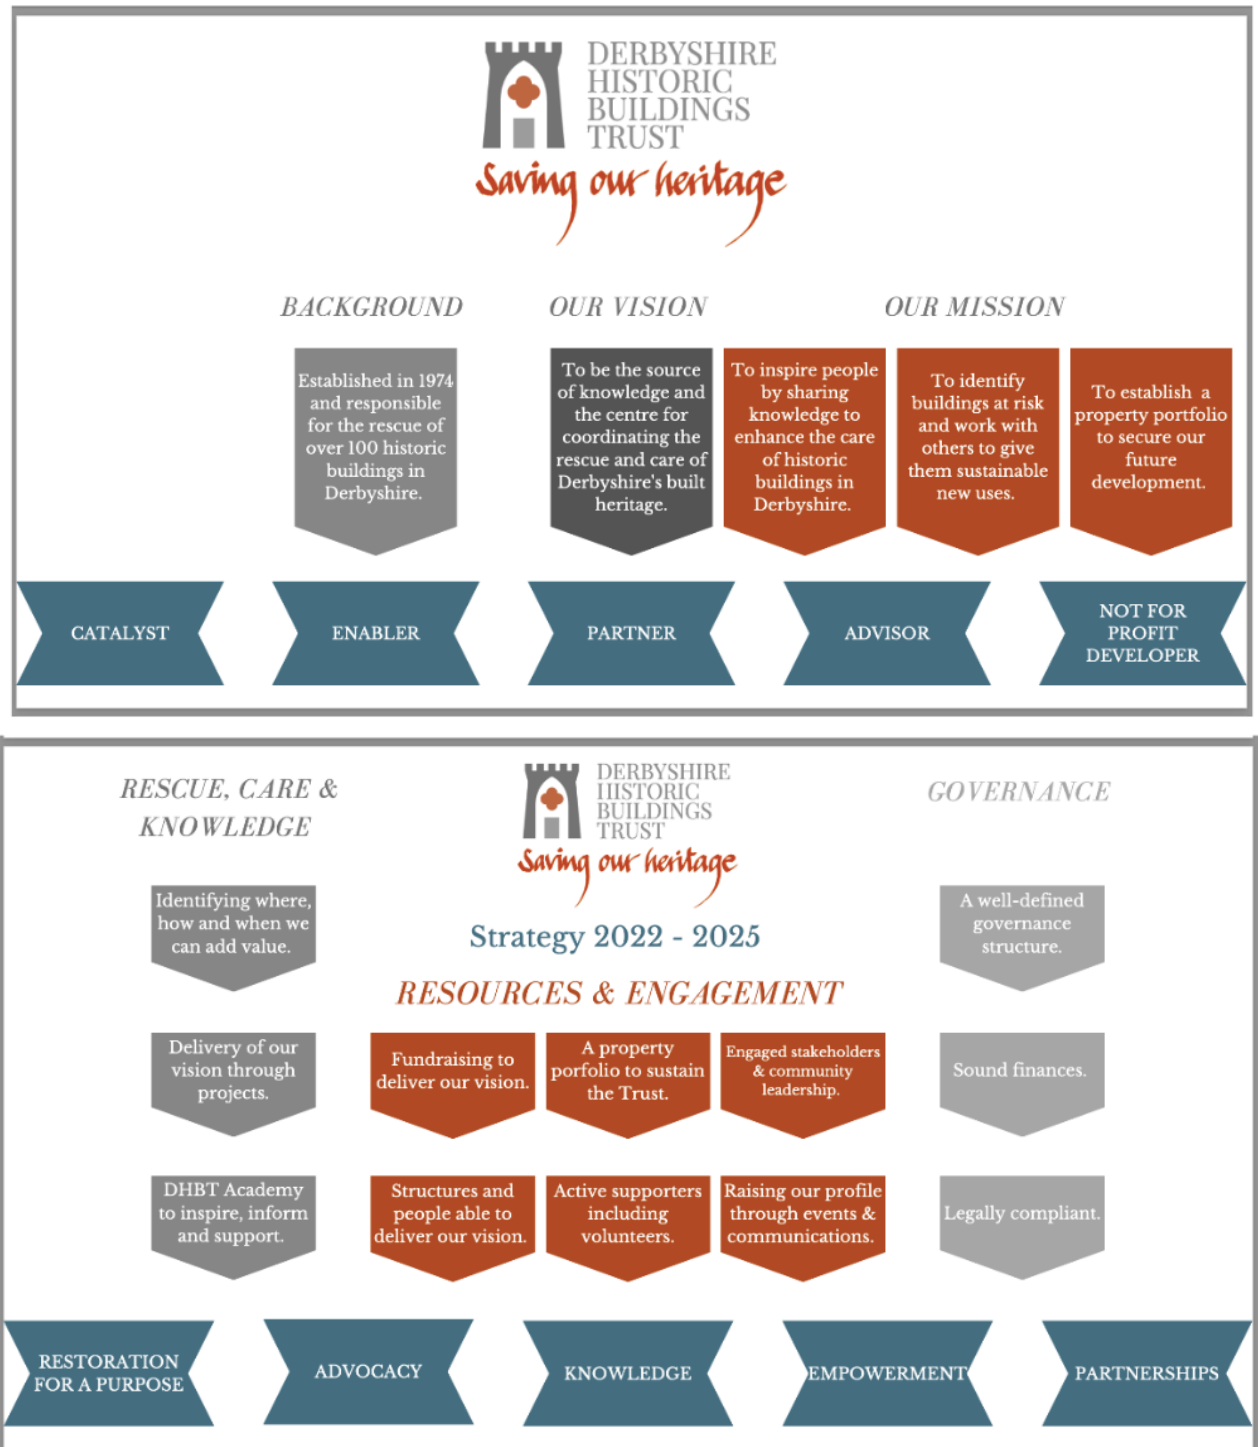 DERBYSHIRE
HISTORIC
BUILDINGS
TRUST
Saving our heritage
BACKGROUND
Established in 1974
and responsible
for the rescue of
over 100 historic
buildings in
Derbyshire.
OUR VISION
To be the source
of knowledge and
the centre for
coordinating the
rescue and care of
Derbyshire's built
heritage.
OUR MISSION
To inspire people
by sharing
knowledge to
enhance the care
of historic
buildings in
Derbyshire.
To identify
buildings at risk
and work with
others to give
them sustainable
new uses.
To establish a
property portfolio
to secure our
future
development.
CATALYST
ENABLER
PARTNER
ADVISOR
NOT FOR
PROFIT
DEVELOPER
RESCUE, CARE &
KNOWLEDGE
Identifying where,
how and when we
can add value.
Delivery of our
vision through
projects.
DHBT Academy
to inspire, inform
and support.
DERBYSHIRE
HISTORIC
BUILDINGS
TRUST
Saving our heritage
Strategy 2022 - 2025
RESOURCES & ENGAGEMENT
Fundraising to
deliver our vision.
A property
porfolio to sustain
the Trust.
Engaged stakeholders
& community
leadership.
Structures and
people able to
deliver our vision.
Active supporters
including
volunteers.
Raising our profile
through events &
communications.
GOVERNANCE
A well-defined
governance
structure.
Sound finances.
Legally compliant.
RESTORATION
FOR A PURPOSE
ADVOCACY
KNOWLEDGE
EMPOWERMENT
PARTNERSHIPS